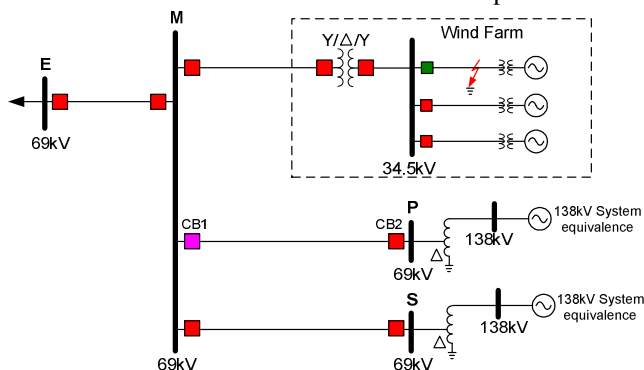 M
Y/Δ/Y
Wind Farm
E
69kV
34.5kV
CB1
CB2
P
138kV System
equivalence
138kV
Δ
69kV
S
138kV System
equivalence
138kV
Δ
69kV
69kV